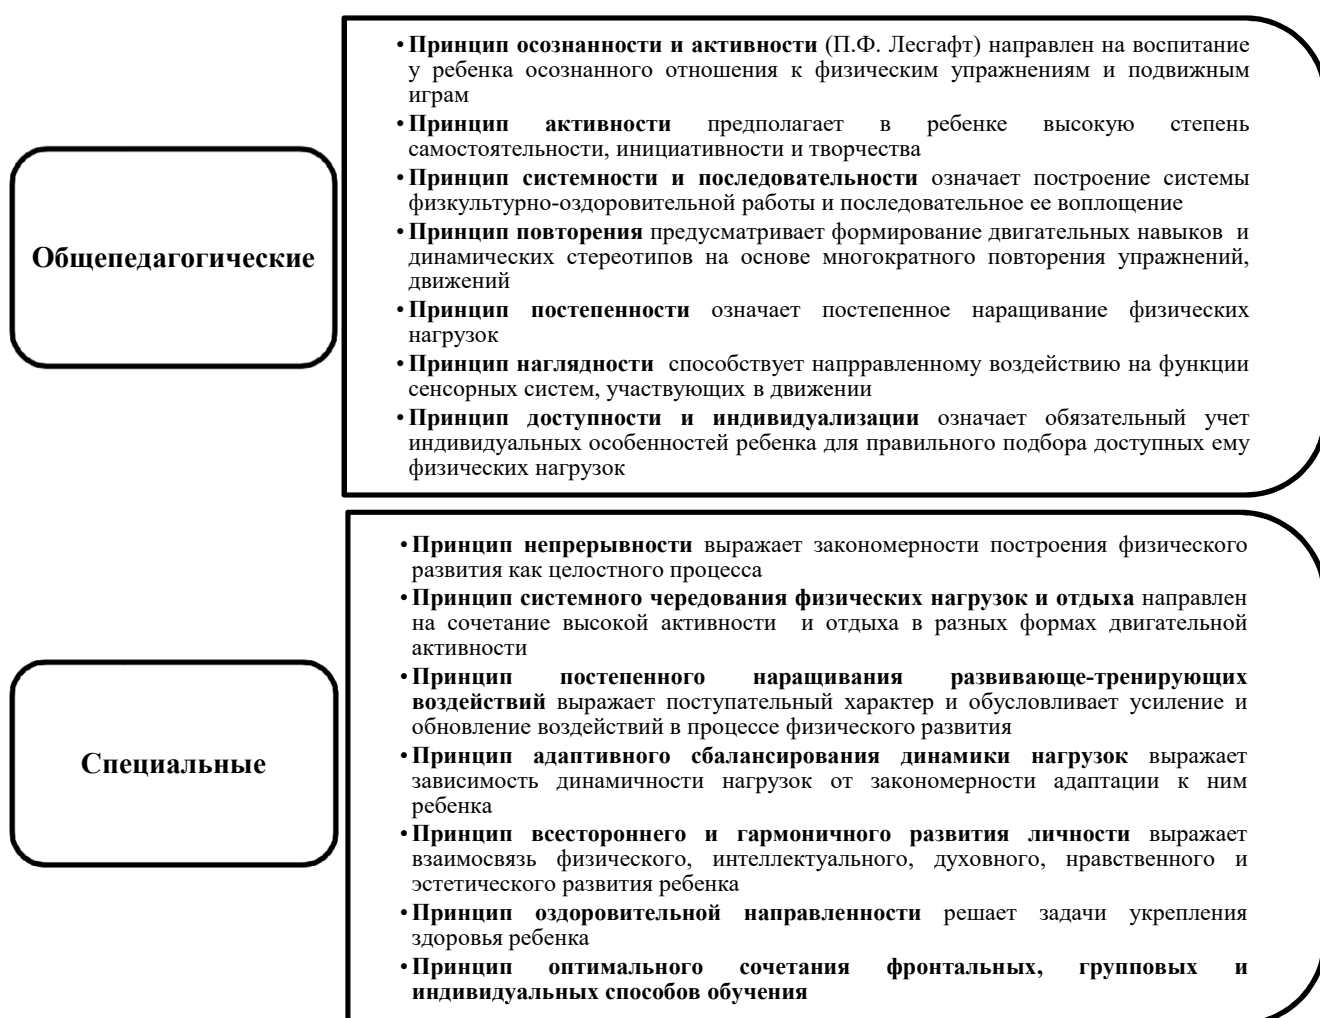 Общепедагогические
• Принцип осознанности и активности (П.Ф. Лесгафт) направлен на воспитание
у ребенка осознанного отношения к физическим упражнениям и подвижным
играм
• Принцип активности предполагает в ребенке высокую степень
самостоятельности, инициативности и творчества
• Принцип системности и последовательности означает построение системы
физкультурно-оздоровительной работы и последовательное ее воплощение
• Принцип повторения предусматривает формирование двигательных навыков и
динамических стереотипов на основе многократного повторения упражнений,
движений
• Принцип постепенности означает постепенное наращивание физических
нагрузок
• Принцип наглядности способствует напрравленному воздействию на функции
сенсорных систем, участвующих в движении
• Принцип доступности и индивидуализации означает обязательный учет
индивидуальных особенностей ребенка для правильного подбора доступных ему
физических нагрузок
Специальные
• Принцип непрерывности выражает закономерности построения физического
развития как целостного процесса
• Принцип системного чередования физических нагрузок и отдыха направлен
на сочетание высокой активности и отдыха в разных формах двигательной
активности
• Принцип постепенного наращивания развивающе-тренирующих
воздействий выражает поступательный характер и обусловливает усиление и
обновление воздействий в процессе физического развития
• Принцип адаптивного сбалансирования динамики нагрузок выражает
зависимость динамичности нагрузок от закономерности адаптации к ним
ребенка
• Принцип всестороннего и гармоничного развития личности выражает
взаимосвязь физического, интеллектуального, духовного, нравственного и
эстетического развития ребенка
• Принцип оздоровительной направленности решает задачи укрепления
здоровья ребенка
• Принцип оптимального сочетания фронтальных, групповых и
индивидуальных способов обучения